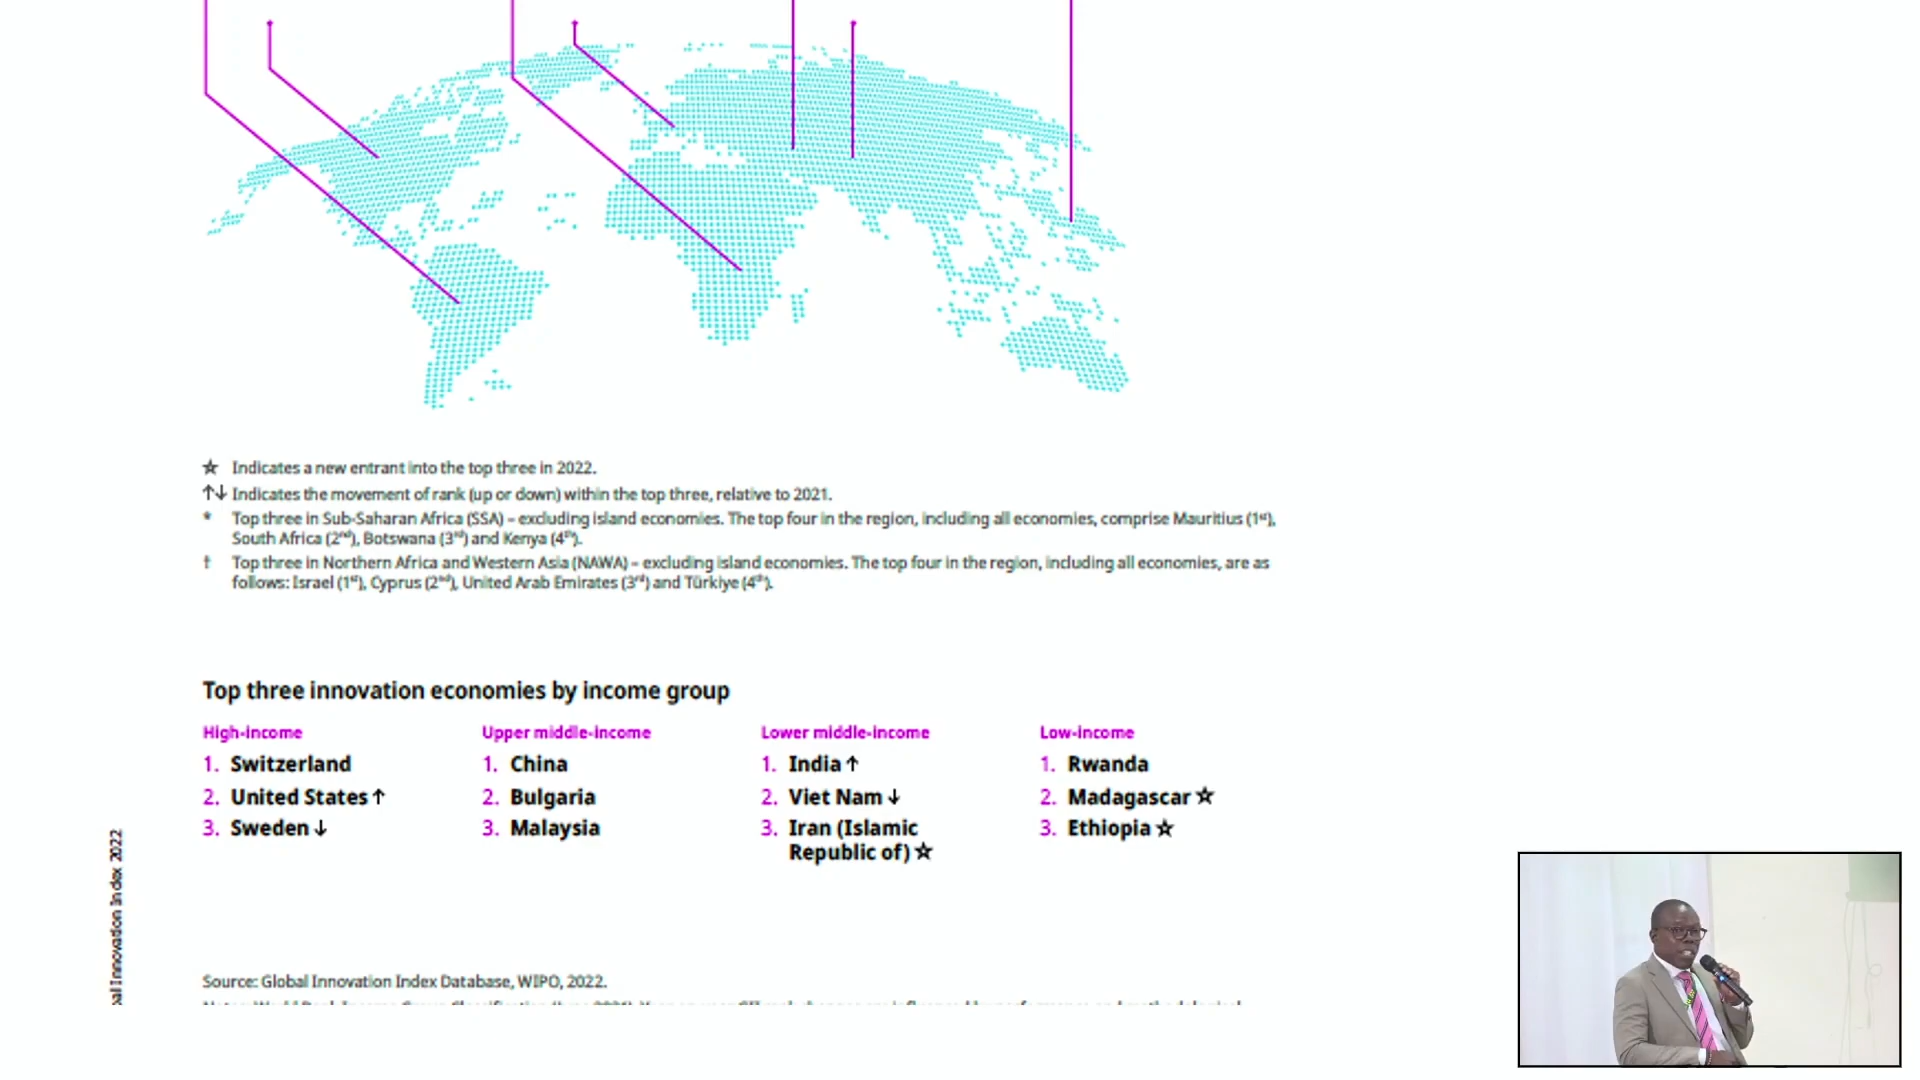 ☆ Indicates a new entrant into the top three in 2022.
↑↓ Indicates the movement of rank (up or down) within the top three, relative to 2021.
* Top three in Sub-Saharan Africa (SSA) – excluding island economies. The top four in the region, including all economies, comprise Mauritius (1st),
South Africa (2nd), Botswana (3rd) and Kenya (4th).
† Top three in Northern Africa and Western Asia (NAWA) – excluding island economies. The top four in the region, including all economies, are as
follows: Israel (1st), Cyprus (2nd), United Arab Emirates (3rd) and Türkiye (4th).
Top three innovation economies by income group
High-income
1. Switzerland
2. United States ↑
3. Sweden ↓
Upper middle-income
1. China
2. Bulgaria
3. Malaysia
Lower middle-income
1. India ↑
2. Viet Nam ↓
3. Iran (Islamic
Republic of) ☆
Low-income
1. Rwanda
2. Madagascar ☆
3. Ethiopia ☆
Innovation Index 2022
Source: Global Innovation Index Database, WIPO, 2022.